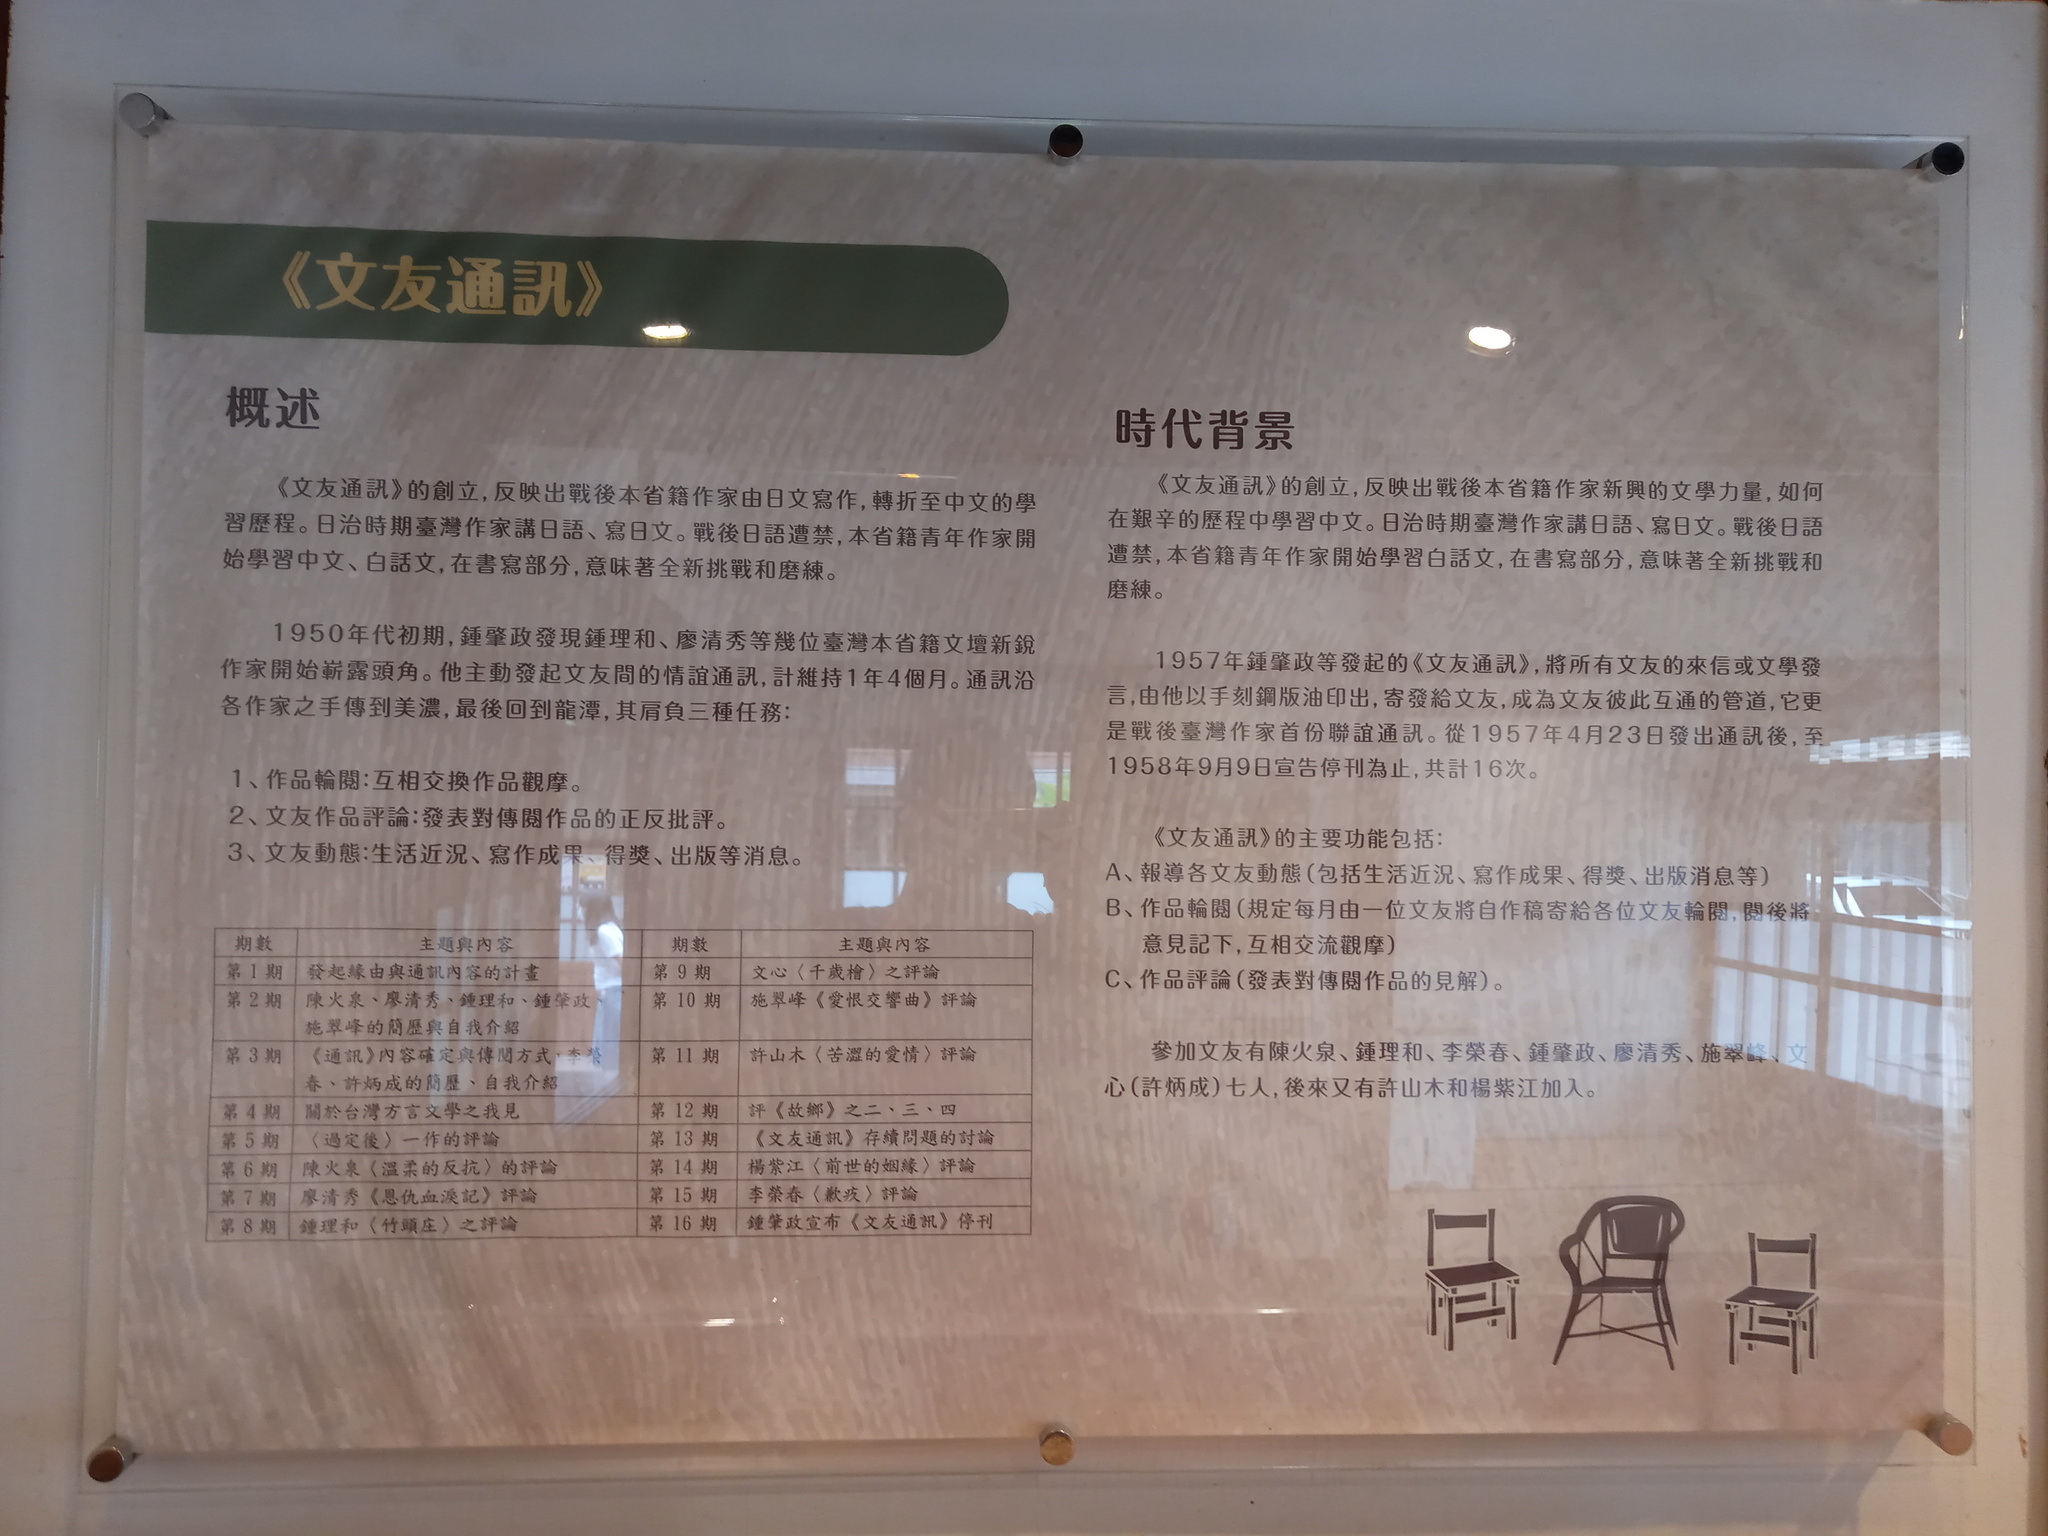 《文友通訊》
概述
《文友通訊》的創立,反映出戰後本省籍作家由日文寫作,轉折至中文的學
習歷程。日治時期臺灣作家講日語、寫日文。戰後日語遭禁,本省籍青年作家開
始學習中文、白話文,在書寫部分,意味著全新挑戰和磨練。
1950年代初期,鍾肇政發現鍾理和、廖清秀等幾位臺灣本省籍文壇新銳
作家開始嶄露頭角。他主動發起文友間的情誼通訊,計維持1年4個月。通訊沿
各作家之手傳到美濃,最後回到龍潭,其肩負三種任務:
1、作品輪閱:互相交換作品觀摩。
2、文友作品評論:發表對傳閱作品的正反批評。
3、文友動態:生活近況、寫作成果、得獎、出版等消息。
期數 主題與內容 期數 主題與內容
第 1 期 發起緣由與通訊內容的計畫 第 9 期 文心〈千歲檜〉之評論
第 2 期 陳火泉、廖清秀、鍾理和、鍾肇政、 第 10 期 施翠峰《愛恨交響曲》評論
施翠峰的簡歷與自我介紹
第 3 期 《通訊》內容確定與傳閱方式、李榮 第 11 期 許山木〈苦澀的愛情〉評論
春、許炳成的簡歷、自我介紹
第 4 期 關於台灣方言文學之我見 第 12 期 評《故鄉》之二、三、四
第 5 期 〈過定後〉一作的評論 第 13 期 《文友通訊》存續問題的討論
第 6 期 陳火泉〈溫柔的反抗〉的評論 第 14 期 楊紫江〈前世的姻緣〉評論
第 7 期 廖清秀《恩仇血淚記》評論 第 15 期 李榮春〈歉疚〉評論
第 8 期 鍾理和〈竹頭庄〉之評論 第 16 期 鍾肇政宣布《文友通訊》停刊
時代背景
《文友通訊》的創立,反映出戰後本省籍作家新興的文學力量,如何
在艱辛的歷程中學習中文。日治時期臺灣作家講日語、寫日文。戰後日語
遭禁,本省籍青年作家開始學習白話文,在書寫部分,意味著全新挑戰和
磨練。
1957年鍾肇政等發起的《文友通訊》,將所有文友的來信或文學發
言,由他以手刻鋼版油印出,寄發給文友,成為文友彼此互通的管道,它更
是戰後臺灣作家首份聯誼通訊。從1957年4月23日發出通訊後,至
1958年9月9日宣告停刊為止,共計16次。
《文友通訊》的主要功能包括:
A、報導各文友動態(包括生活近況、寫作成果、得獎、出版消息等)
B、作品輪閱(規定每月由一位文友將自作稿寄給各位文友輪閱,閱後將
意見記下,互相交流觀摩)
C、作品評論(發表對傳閱作品的見解)。
參加文友有陳火泉、鍾理和、李榮春、鍾肇政、廖清秀、施翠峰、文
心(許炳成)七人,後來又有許山木和楊紫江加入。